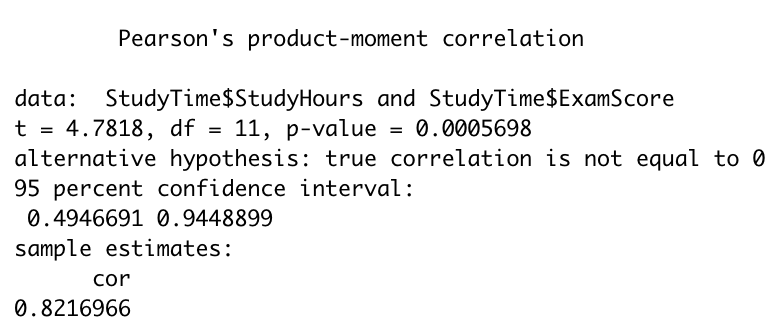 Pearson's product-moment correlation
data:  StudyTime$StudyHours and StudyTime$ExamScore
t = 4.7818, df = 11, p-value = 0.0005698
alternative hypothesis: true correlation is not equal to 0
95 percent confidence interval:
0.4946691 0.9448899
sample estimates:
cor
0.8216966